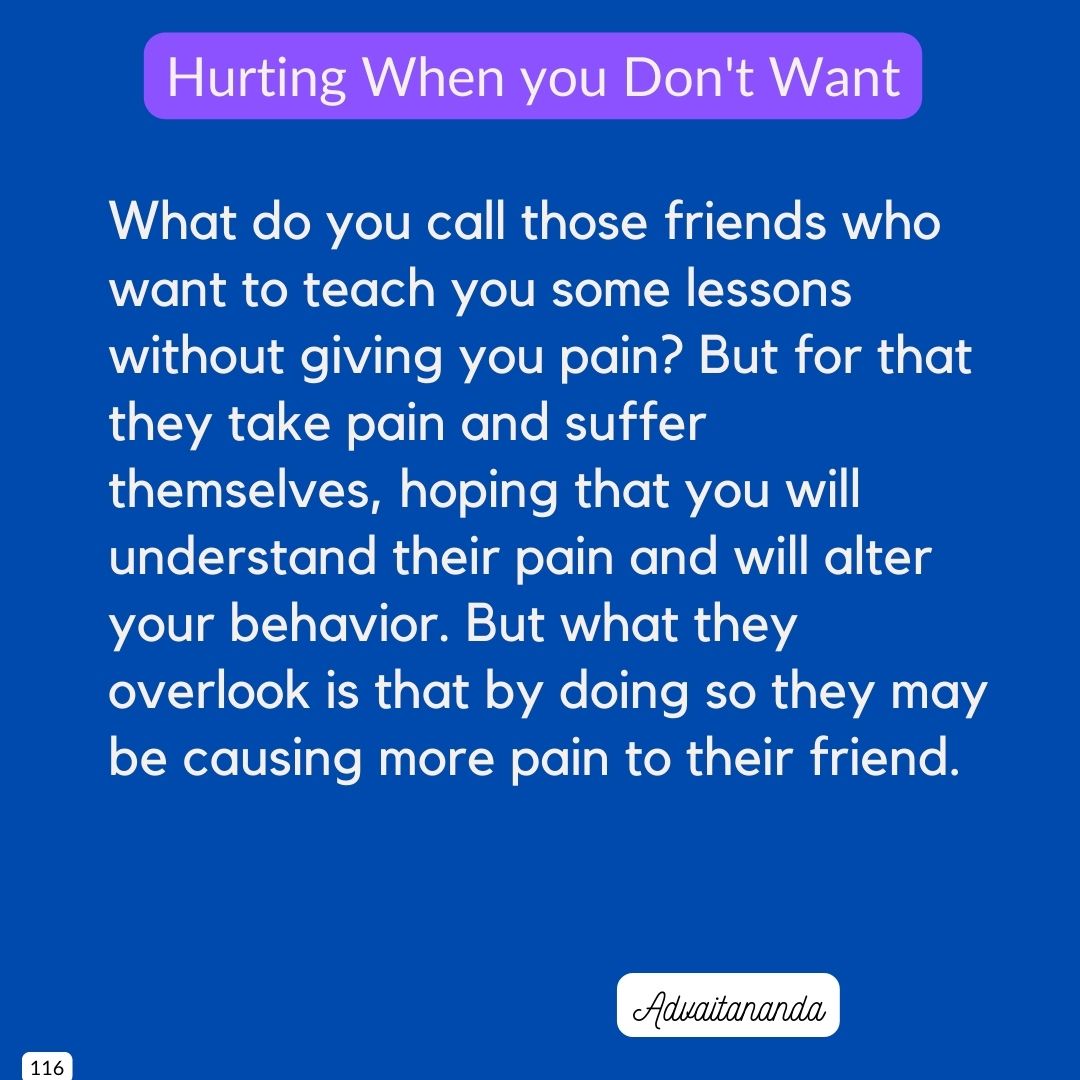 Hurting When you Don't Want
What do you call those friends who
want to teach you some lessons
without giving you pain? But for that
they take pain and suffer
themselves, hoping that you will
understand their pain and will alter
your behavior. But what they
overlook is that by doing so they may
be causing more pain to their friend.
Advaitananda
116